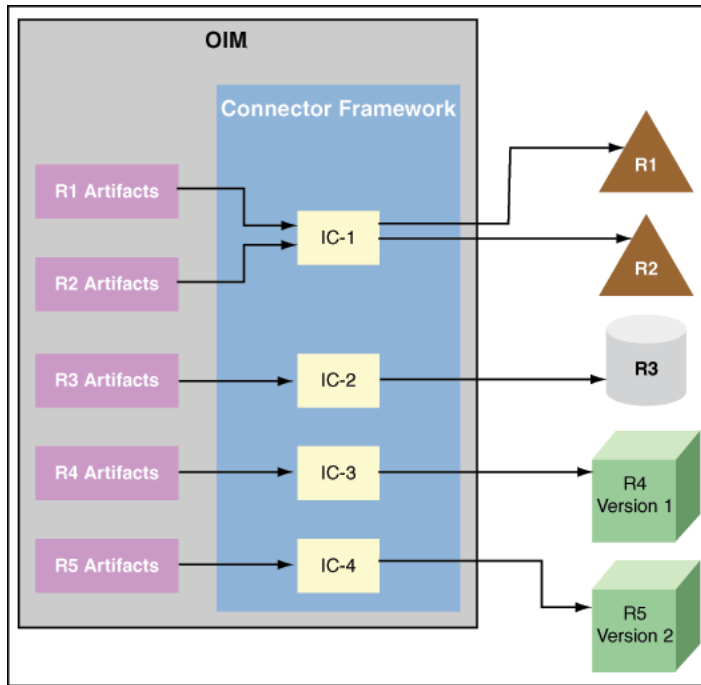 OIM
Connector Framework
R1 Artifacts
IC-1
R1
R2 Artifacts
R2
R3 Artifacts
IC-2
R3
R4 Artifacts
IC-3
R4
Version 1
R5 Artifacts
IC-4
R5
Version 2